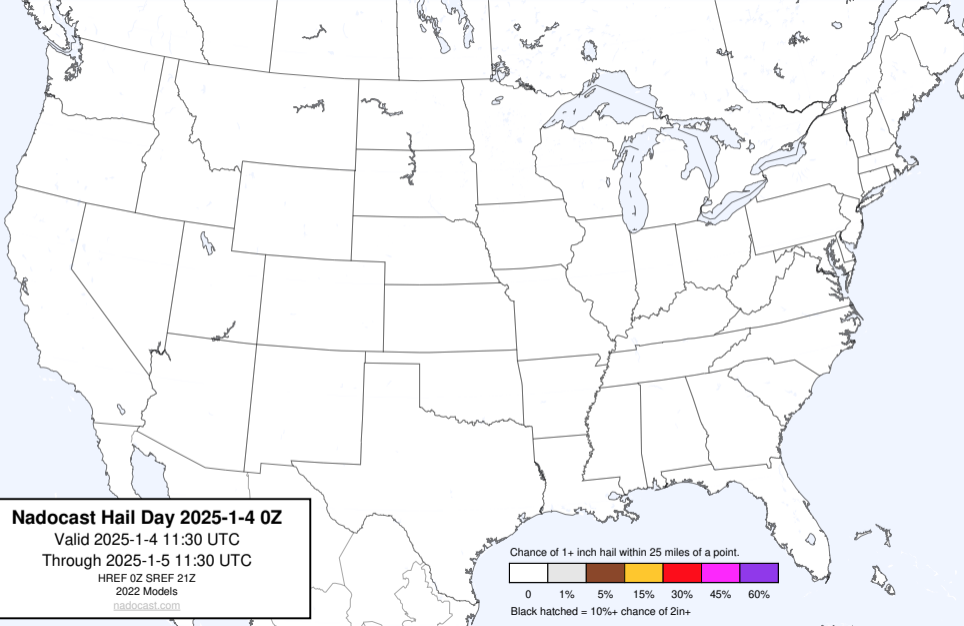 Nadocast Hail Day 2025-1-4 0Z
Valid 2025-1-4 11:30 UTC
Through 2025-1-5 11:30 UTC
HREF 0Z SREF 21Z
2022 Models
nadocast.com
Chance of 1+ inch hail within 25 miles of a point.
0 1% 5% 15% 30% 45% 60%
Black hatched = 10%+ chance of 2in+